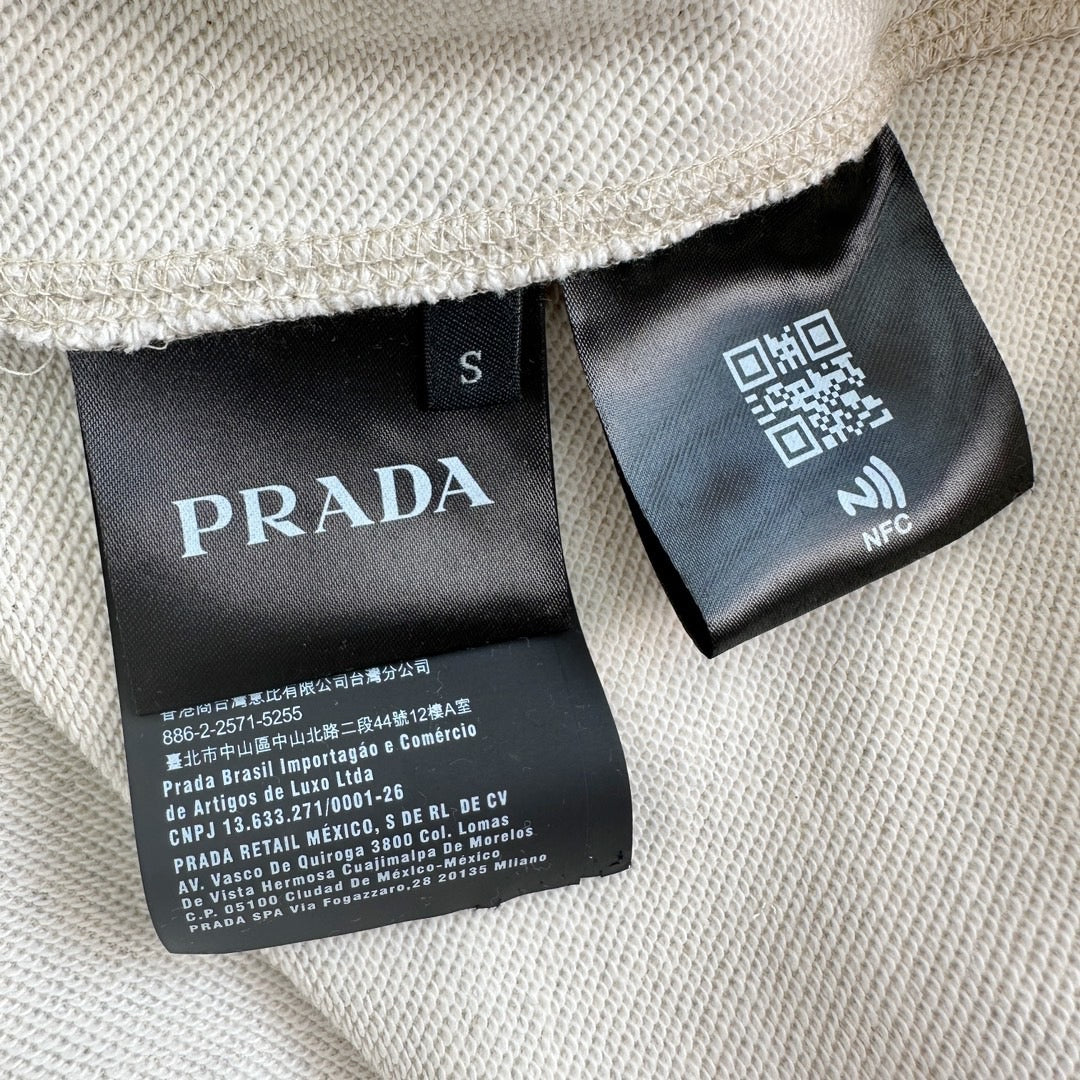 S
PRADA
香港商台灣意比有限公司台灣分公司
886-2-2571-5255
臺北市中山區中山北路二段44號12樓A室
Prada Brasil Importagáo e Comércio
de Artigos de Luxo Ltda
CNPJ 13.633.271/0001-26
PRADA RETAIL MÉXICO, S DE RL DE CV
AV. Vasco De Quiroga 3800 Col. Lomas
De Vista Hermosa Cuajimalpa De Morelos
C.P. 05100 Ciudad De México-México
PRADA SPA Via Fogazzaro,28 20135 Milano
NFC